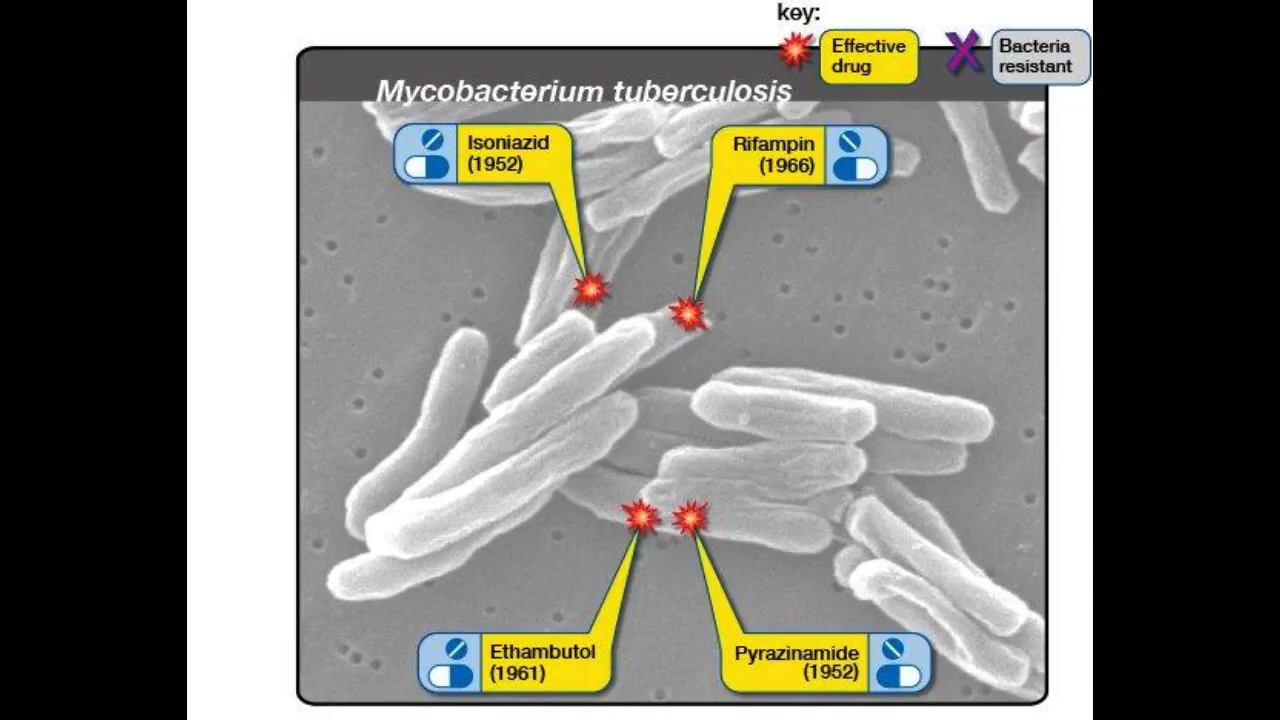 key:
Effective
drug
Bacteria
resistant
Mycobacterium tuberculosis
Isoniazid
(1952)
Rifampin
(1966)
Ethambutol
(1961)
Pyrazinamide
(1952)